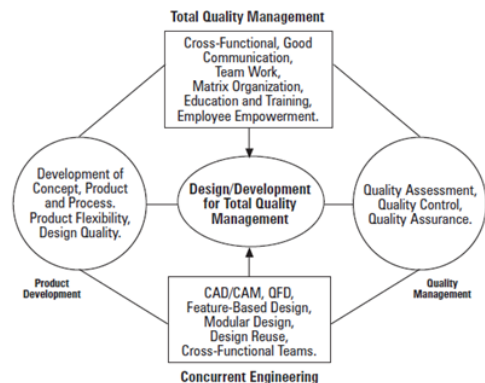 Total Quality Management
Cross-Functional, Good
Communication,
Team Work,
Matrix Organization,
Education and Training,
Employee Empowerment.
Development of
Concept, Product
and Process.
Product Flexibility,
Design Quality.
Product
Development
Design/Development
for Total Quality
Management
Quality Assessment,
Quality Control,
Quality Assurance.
Quality
Management
CAD/CAM, QFD,
Feature-Based Design,
Modular Design,
Design Reuse,
Cross-Functional Teams.
Concurrent Engineering